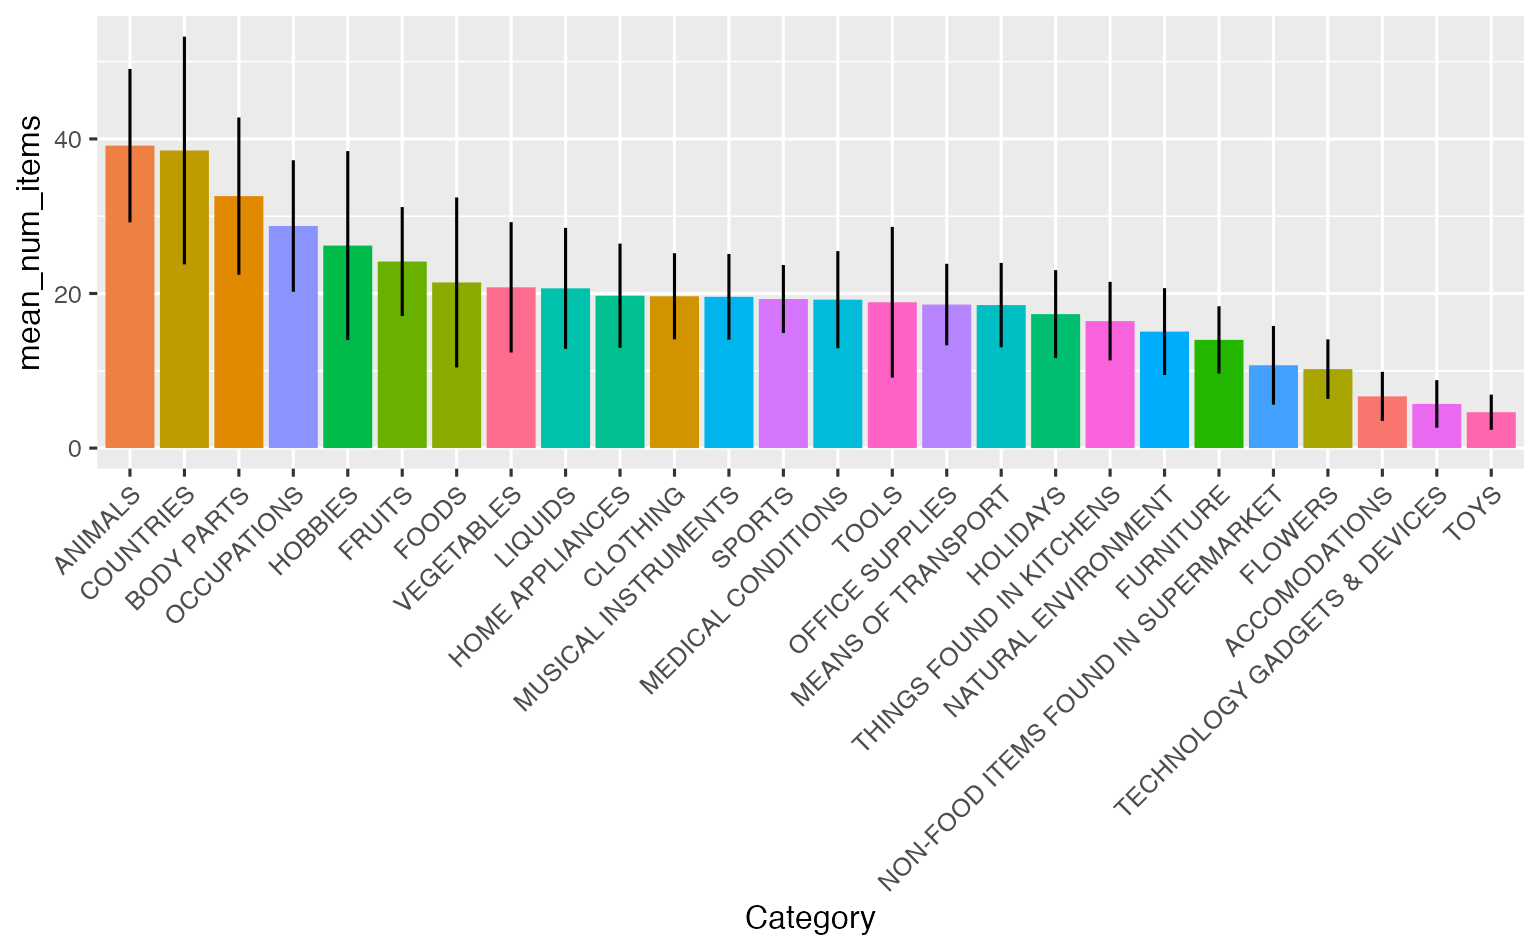 mean_num_items
40
20
0
ANIMALS
COUNTRIES
BODY PARTS
OCCUPATIONS
HOBBIES
FRUITS
FOODS
VEGETABLES
LIQUIDS
HOME APPLIANCES
CLOTHING
MUSICAL INSTRUMENTS
SPORTS
MEDICAL CONDITIONS
TOOLS
OFFICE SUPPLIES
MEANS OF TRANSPORT
HOLIDAYS
THINGS FOUND IN KITCHENS
NATURAL ENVIRONMENT
FURNITURE
NON-FOOD ITEMS FOUND IN SUPERMARKET
FLOWERS
ACCOMODATIONS
TECHNOLOGY GADGETS & DEVICES
TOYS
Category